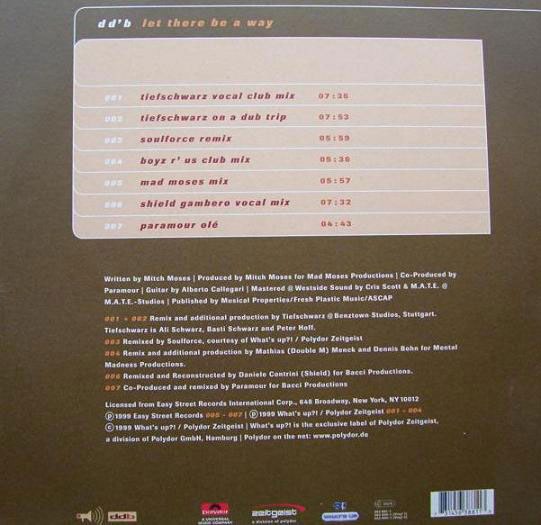 dd'b let there be a way
001 tiefschwarz vocal club mix 07:36
002 tiefschwarz on a dub trip 07:53
003 soulforce remix 05:59
004 boyz r' us club mix 05:36
005 mad moses mix 05:57
006 shield gambero vocal mix 07:32
007 paramour olé 04:43
Written by Mitch Moses | Produced by Mitch Moses for Mad Moses Productions | Co-Produced by
Paramour | Guitar by Alberto Callegari | Mastered @ Westside Sound by Cris Scott & M.A.T.E. @
M.A.T.E.-Studios | Published by Musical Properties/Fresh Plastic Music/ASCAP
001 + 002 Remix and additional production by Tiefschwarz @ Benztown Studios, Stuttgart.
Tiefschwarz is Ali Schwarz, Basti Schwarz and Peter Hoff.
003 Remixed by Soulforce, courtesy of What's up?! / Polydor Zeitgeist
004 Remix and additional production by Mathias (Double M) Menck and Dennis Bohn for Mental
Madness Productions.
006 Remixed and Reconstructed by Daniele Contrini (Shield) for Bacci Productions.
007 Co-Produced and remixed by Paramour for Bacci Productions
Licensed from Easy Street Records International Corp., 648 Broadway, New York, NY 10012
℗1999 Easy Street Records 005 - 007 | ℗1999 What's up?! / Polydor Zeitgeist 001 - 004
©1999 What's up?! / Polydor Zeitgeist | What's up?! is the exclusive label of Polydor Zeitgeist,
a division of Polydor GmbH, Hamburg | Polydor on the net: www.polydor.de
ddb
polydor
A UNIVERSAL
MUSIC COMPANY
zeitgeist
a division of polydor